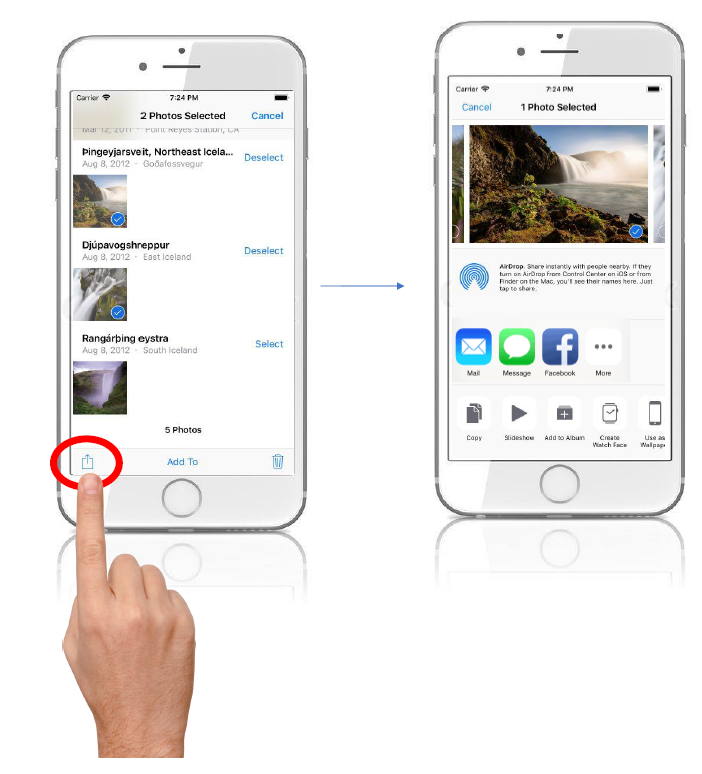 Carrier 7:24 PM
2 Photos Selected Cancel
Mar 12, 2011 · Point Reyes Station, CA
Þingeyjarsveit, Northeast Icela...
Aug 8, 2012 · Goðafossvegur
Deselect
Djúpavogshreppur
Aug 8, 2012 · East Iceland
Deselect
Rangárþing eystra
Aug 8, 2012 · South Iceland
Select
5 Photos
Add To
Carrier 7:24 PM
Cancel 1 Photo Selected
AirDrop. Share instantly with people nearby. If they
turn on AirDrop from Control Center on iOS or from
Finder on the Mac, you'll see their names here. Just
tap to share.
Mail Message Facebook More
Copy Slideshow Add to Album Create
Watch Face Use as
Wallpap